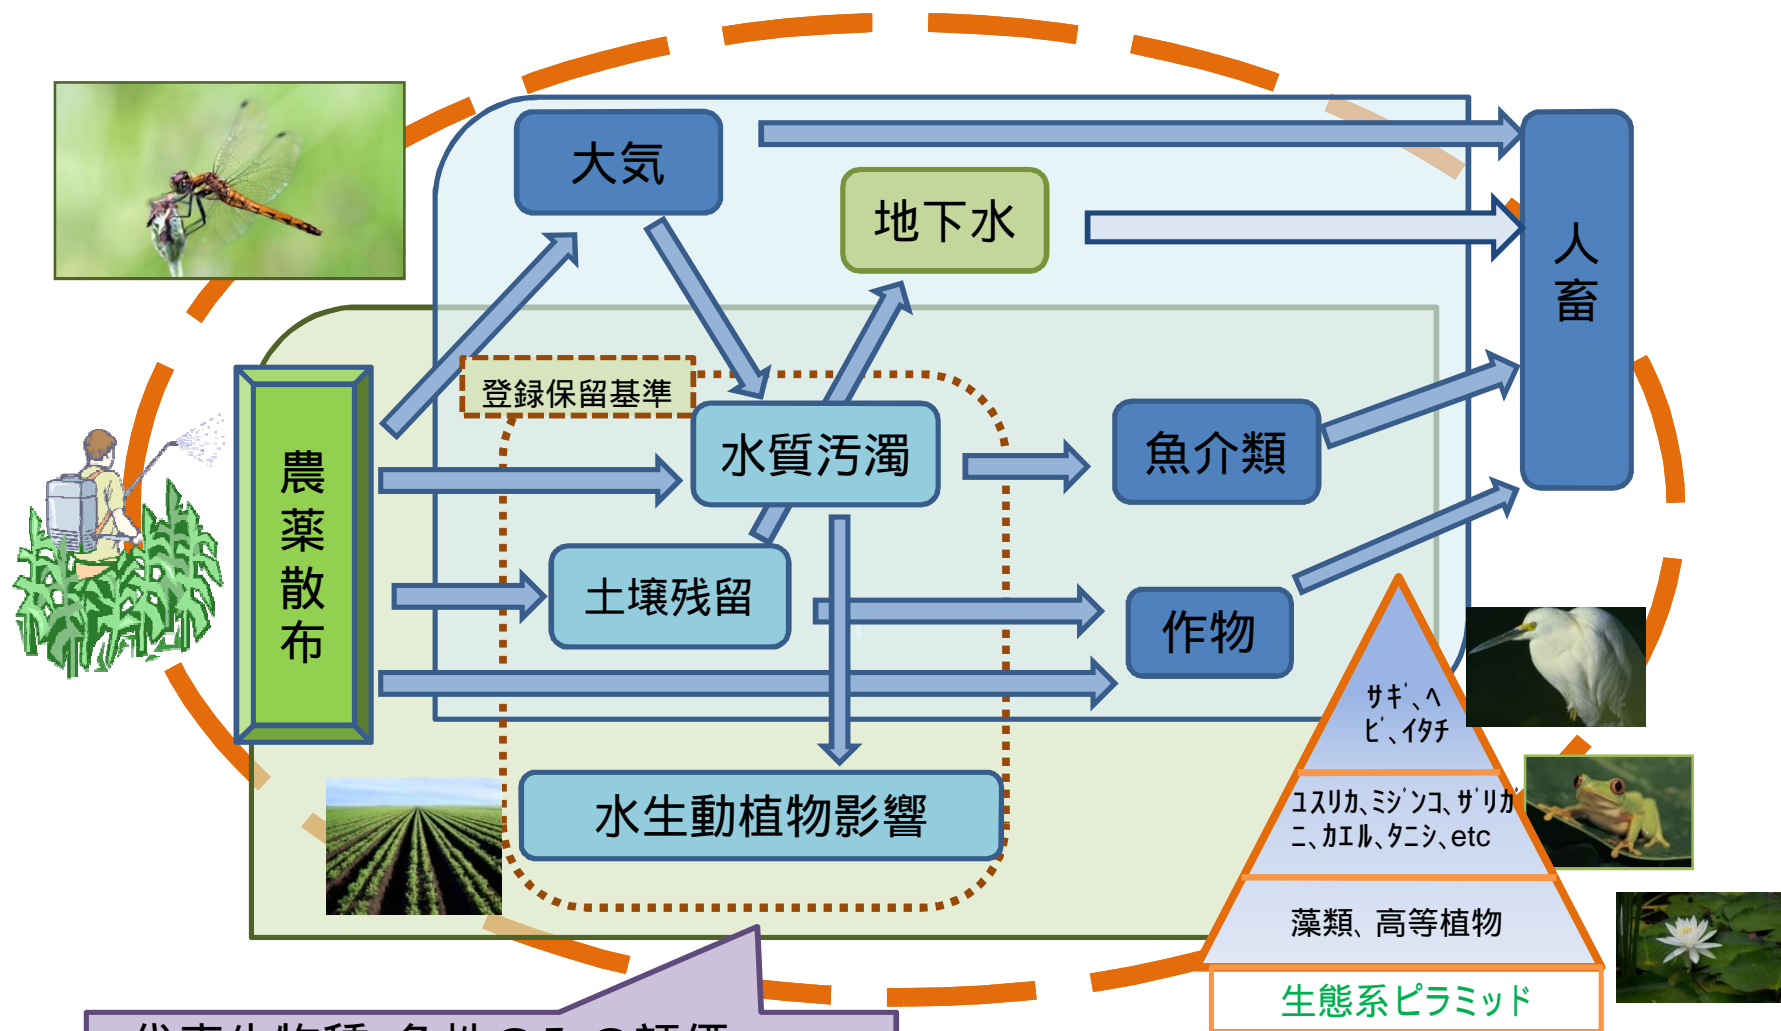 大気
地下水
人畜
登録保留基準
農薬散布
水質汚濁
魚介類
土壌残留
作物
水生動植物影響
ｻｷﾞ､ﾍ
ﾋﾞ､ｲﾀﾁ
ﾕｽﾘｶ､ﾐｼﾞﾝｺ､ｻﾞﾘｶﾞ
ﾆ､ｶｴﾙ､ﾀﾆｼ､etc
藻類、高等植物
生態系ピラミッド